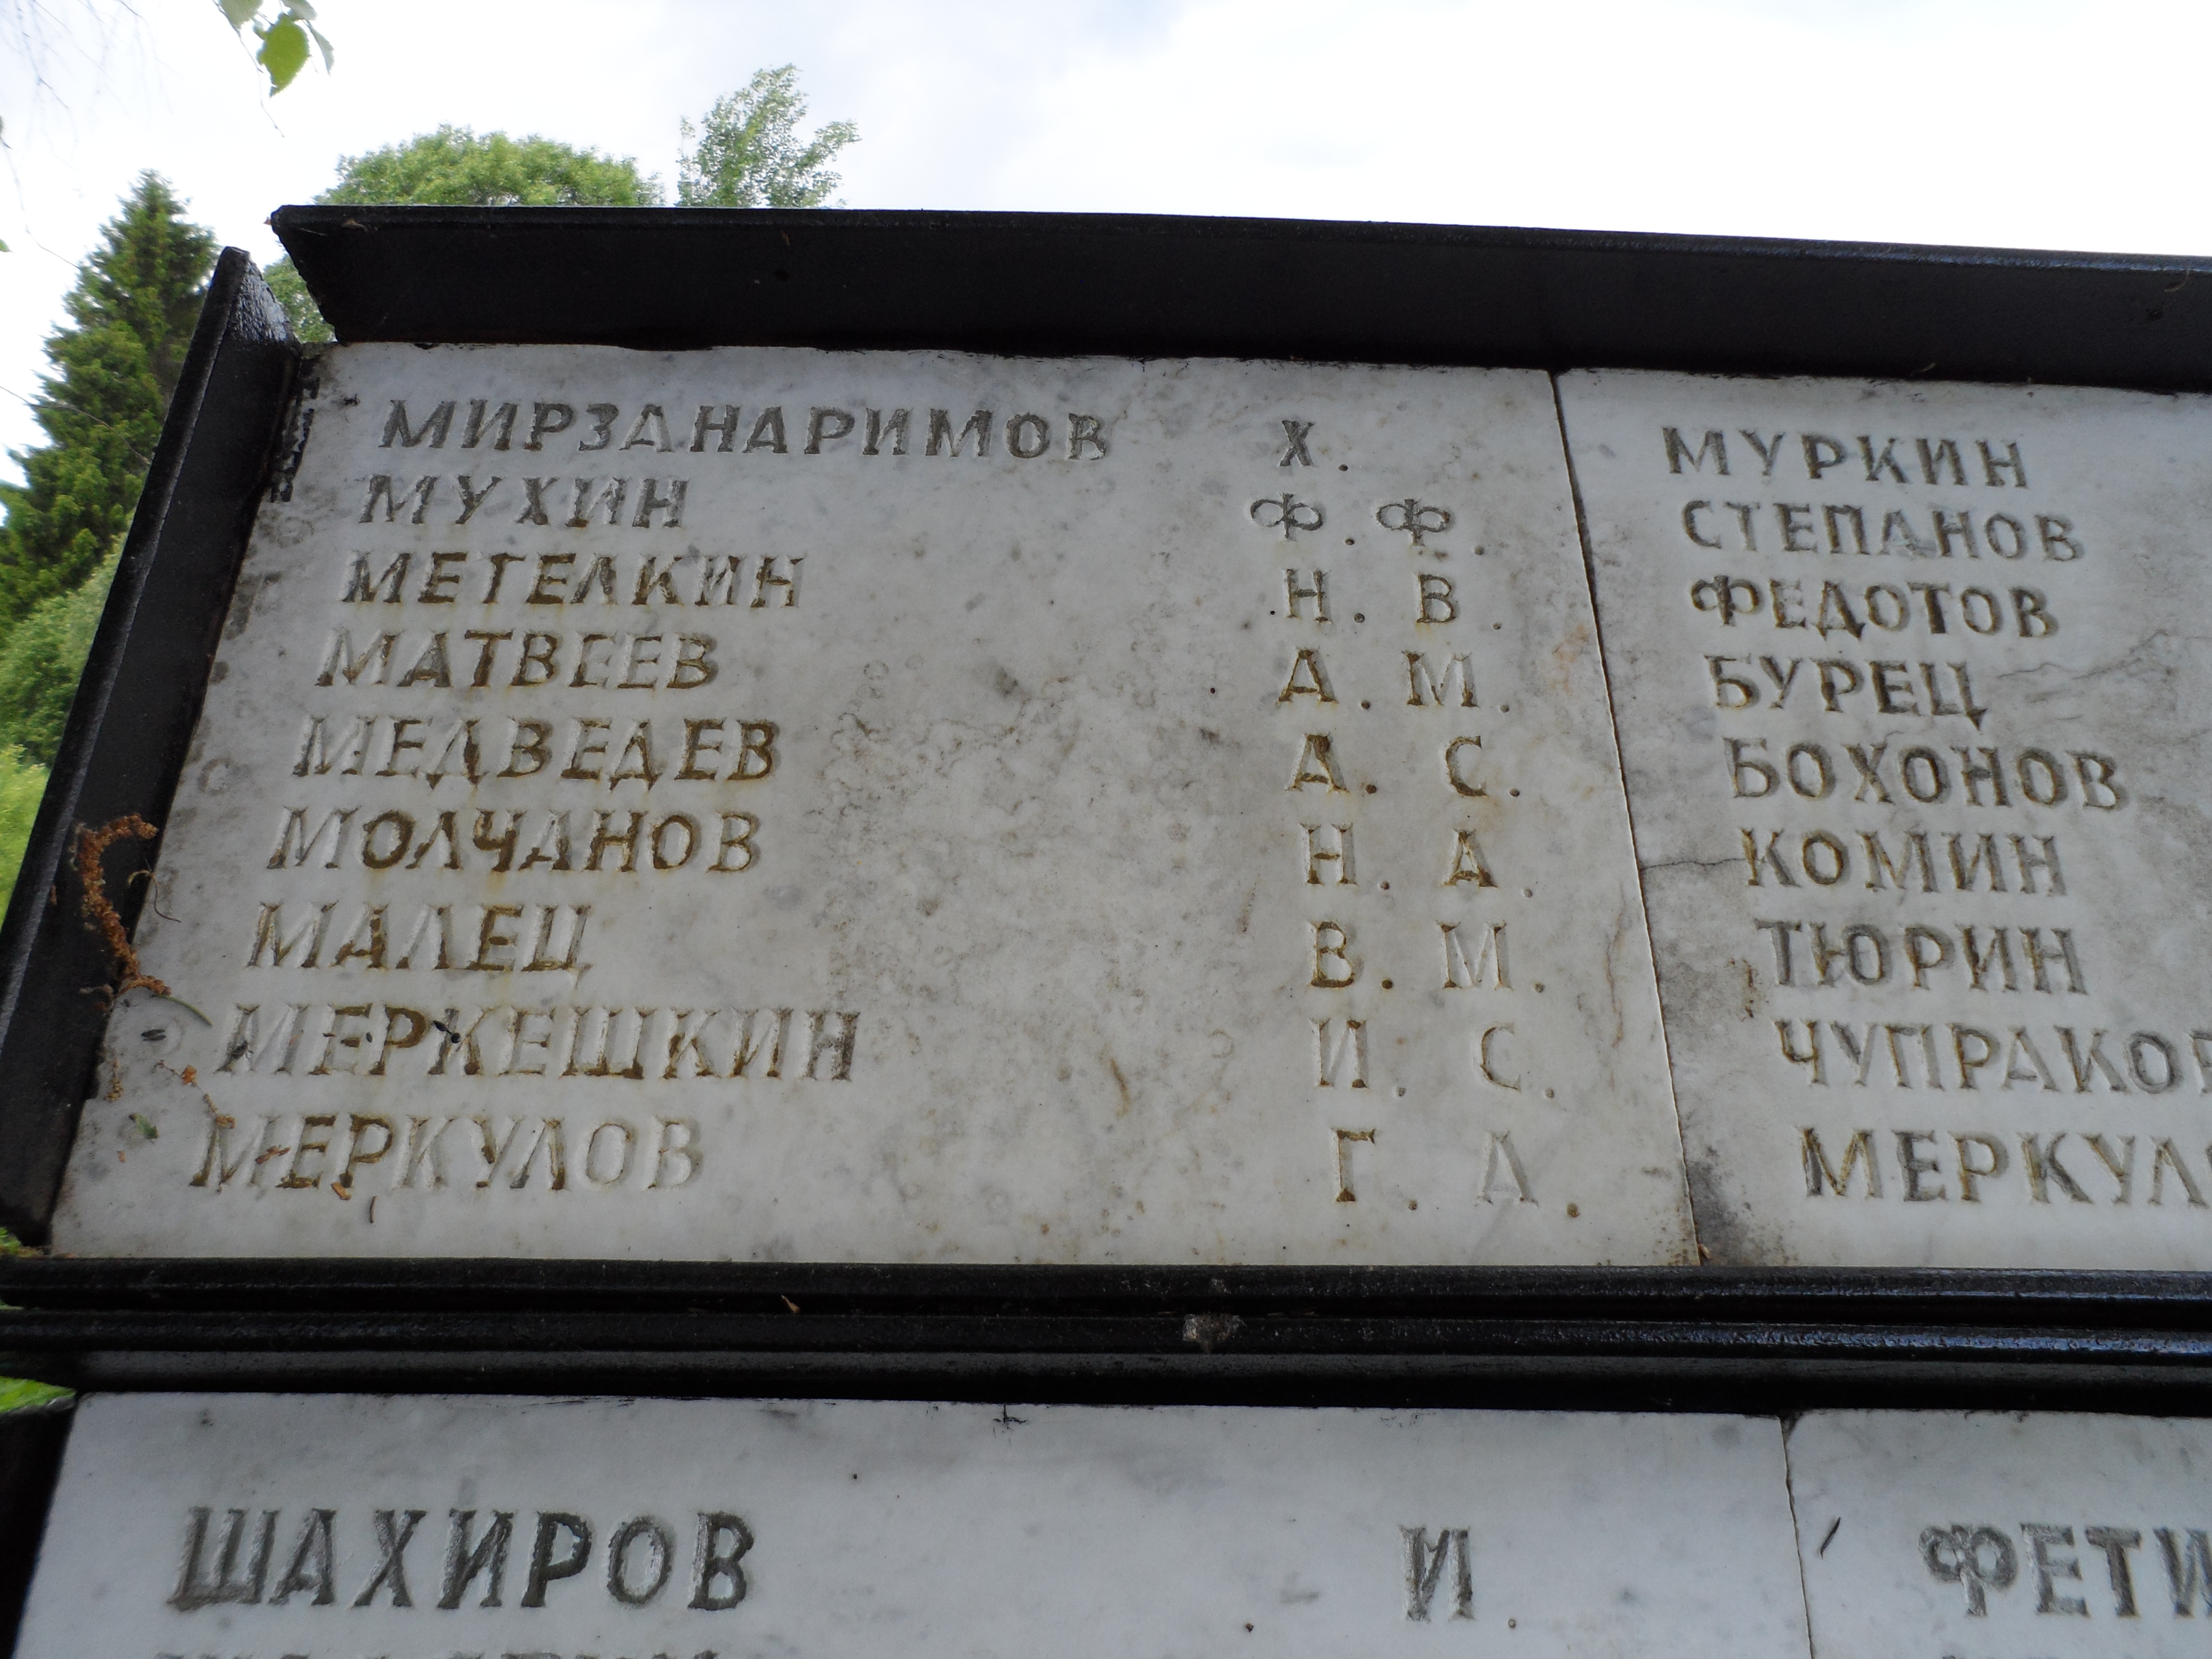 МИРЗАНАРИМОВ Х.
МУХИН Ф. Ф.
МЕТЕЛКИН Н. В.
МАТВЕЕВ А. М.
МЕДВЕДЕВ А. С.
МОЛЧАНОВ Н. А.
МАЛЕЦ В. М.
МЕРКЕШКИН И. С.
МЕРКУЛОВ Г. А.
МУРКИН
СТЕПАНОВ
ФЕДОТОВ
БУРЕЦ
БОХОНОВ
КОМИН
ТЮРИН
ЧУПРАКОВ
МЕРКУЛ
ШАХИРОВ И.
ФЕТИ